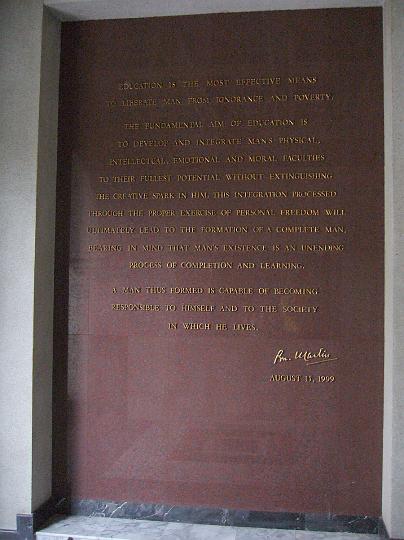 EDUCATION IS THE MOST EFFECTIVE MEANS
TO LIBERATE MAN FROM IGNORANCE AND POVERTY.
THE FUNDAMENTAL AIM OF EDUCATION IS
TO DEVELOP AND INTEGRATE MAN'S PHYSICAL,
INTELLECTUAL, EMOTIONAL AND MORAL FACULTIES
TO THEIR FULLEST POTENTIAL WITHOUT EXTINGUISHING
THE CREATIVE SPARK IN HIM. THIS INTEGRATION PROCESSED
THROUGH THE PROPER EXERCISE OF PERSONAL FREEDOM WILL
ULTIMATELY LEAD TO THE FORMATION OF A COMPLETE MAN,
BEARING IN MIND THAT MAN'S EXISTENCE IS AN UNENDING
PROCESS OF COMPLETION AND LEARNING.
A MAN THUS FORMED IS CAPABLE OF BECOMING
RESPONSIBLE TO HIMSELF AND TO THE SOCIETY
IN WHICH HE LIVES.
Bro. Martin
AUGUST 15, 1999